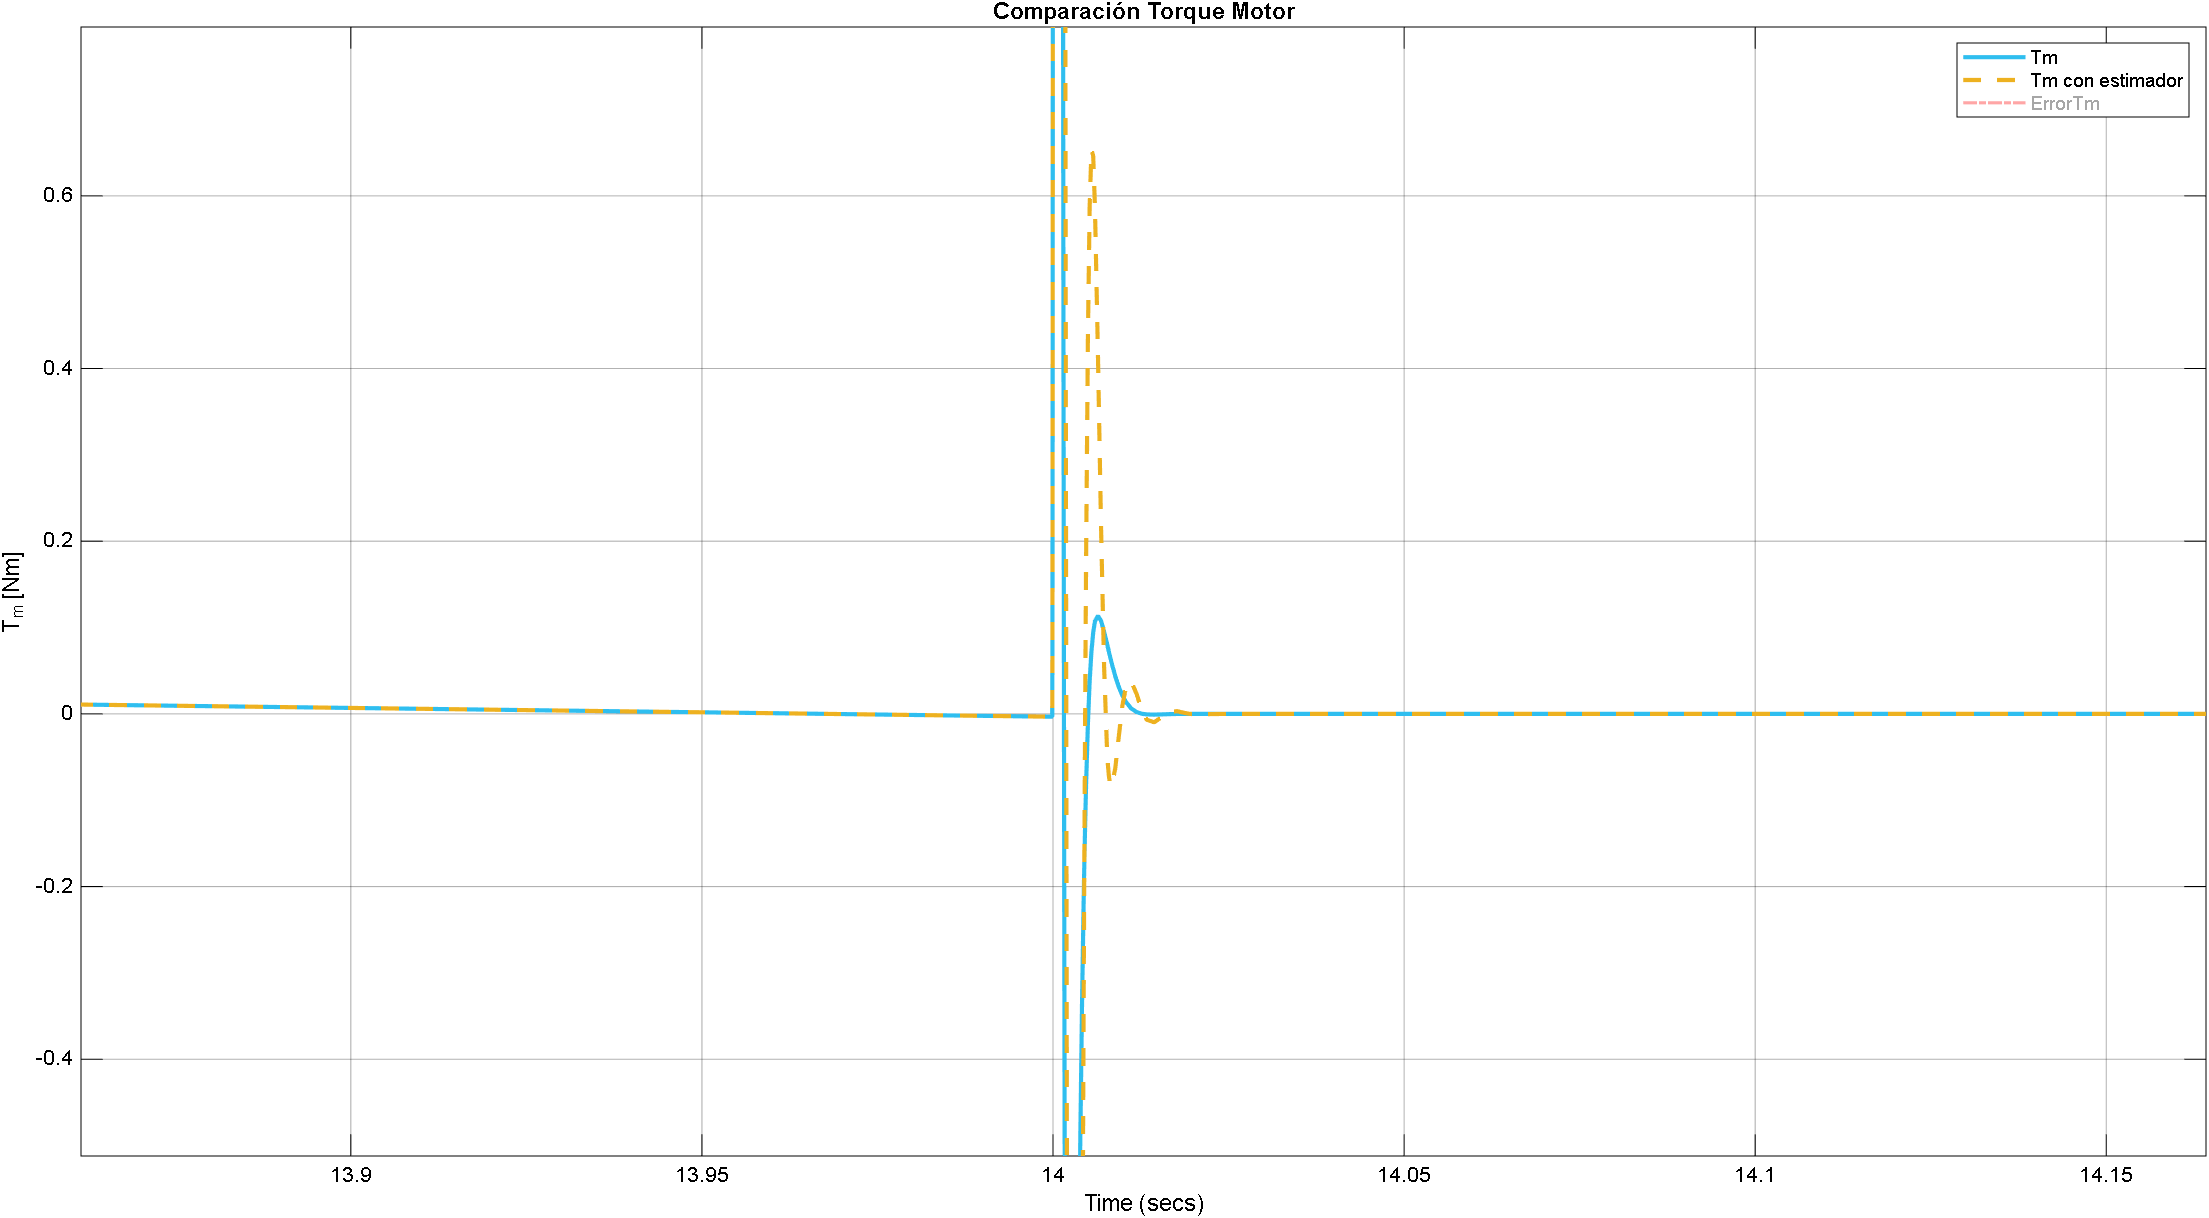 Comparación Torque Motor
Tm
Tm con estimador
ErrorTm
0.6
0.4
0.2
0
-0.2
-0.4
Tm [Nm]
13.9
13.95
14
14.05
14.1
14.15
Time (secs)